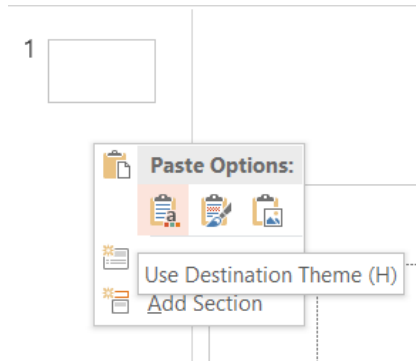 1
Paste Options:
a
Use Destination Theme (H)
Add Section